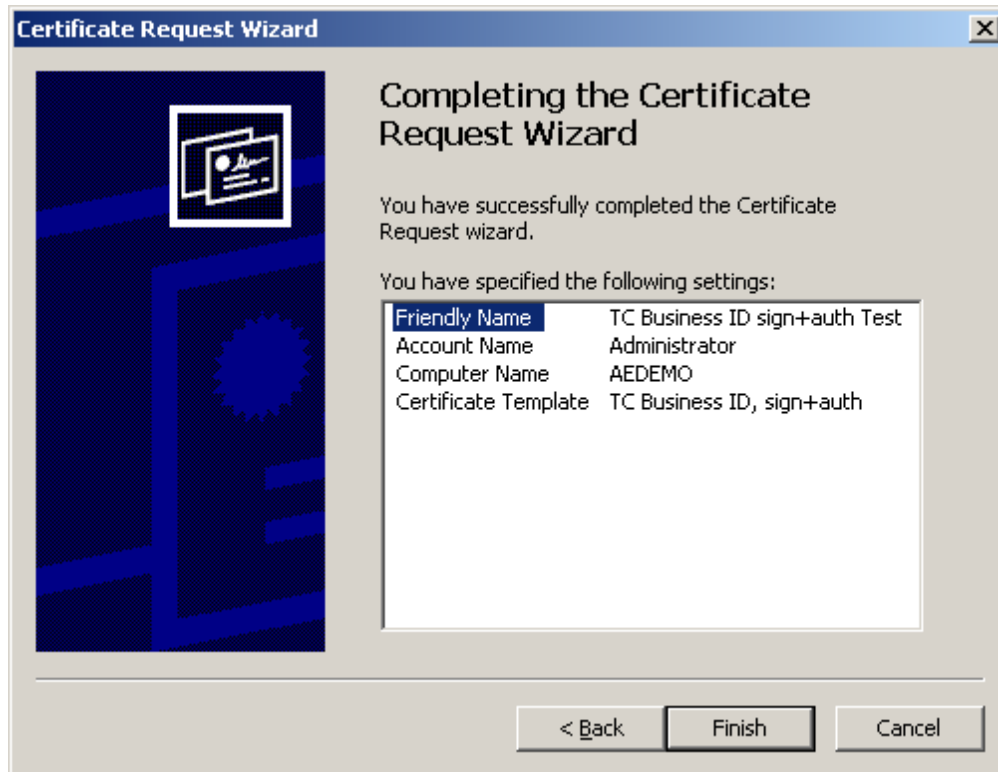 Certificate Request Wizard
Completing the Certificate
Request Wizard
You have successfully completed the Certificate
Request wizard.
You have specified the following settings:
Friendly Name TC Business ID sign+auth Test
Account Name Administrator
Computer Name AEDEMO
Certificate Template TC Business ID, sign+auth
< Back Finish Cancel